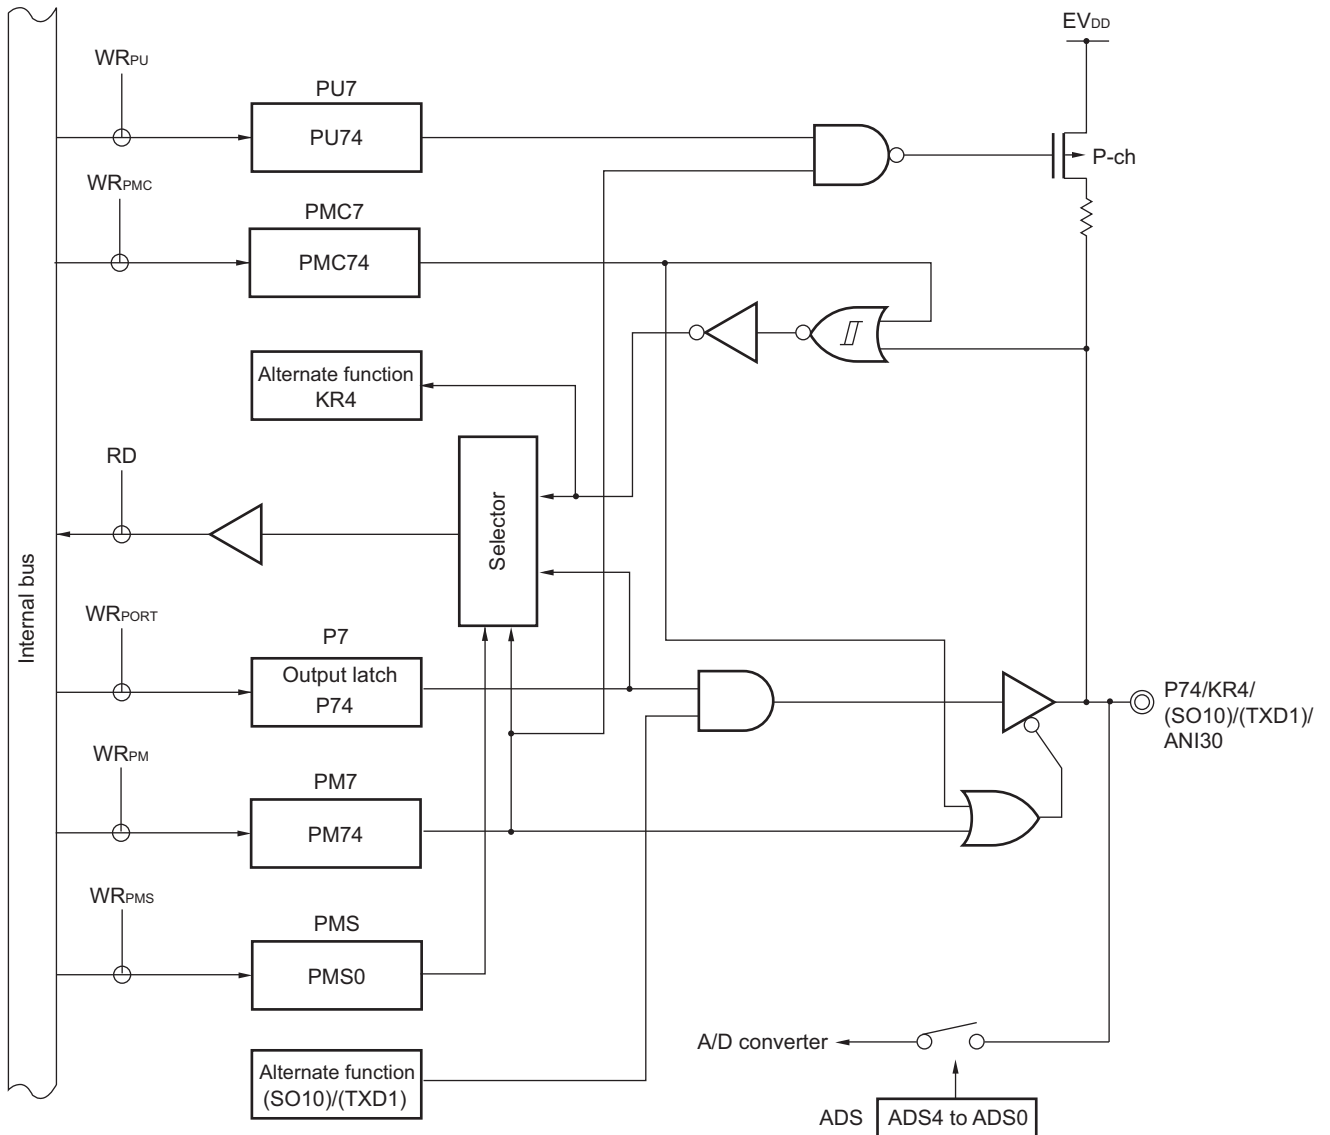 EVDD
WRPU
PU7
PU74
P-ch
WRPMC
PMC7
PMC74
Alternate function
KR4
RD
Selector
Internal bus
WRPORT
P7
Output latch
P74
P74/KR4/
(SO10)/(TXD1)/
ANI30
WRPM
PM7
PM74
WRPMS
PMS
PMS0
A/D converter
Alternate function
(SO10)/(TXD1)
ADS
ADS4 to ADS0